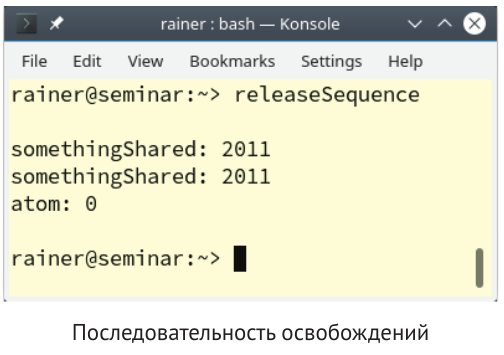 rainer : bash — Konsole
File Edit View Bookmarks Settings Help
rainer@seminar:~> releaseSequence
somethingShared: 2011
somethingShared: 2011
atom: 0
rainer@seminar:~>
Последовательность освобождений